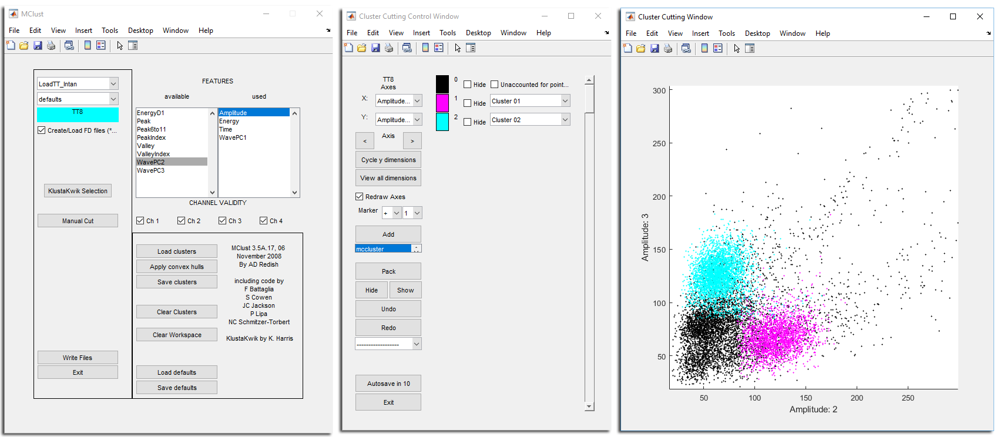 MClust
File Edit View Insert Tools Desktop Window Help
LoadTT_Intan
defaults
TT8
Create/Load FD files (*...
KlustaKwik Selection
Manual Cut
Write Files
Exit
FEATURES
available used
EnergyD1
Peak
Peak6to11
PeakIndex
Valley
ValleyIndex
WavePC2
WavePC3
Amplitude
Energy
Time
WavePC1
CHANNEL VALIDITY
Ch 1 Ch 2 Ch 3 Ch 4
Load clusters
Apply convex hulls
Save clusters
Clear Clusters
Clear Workspace
Load defaults
Save defaults
MClust 3.5A.17, 06
November 2008
By AD Redish
including code by
F Battaglia
S Cowen
JC Jackson
P Lipa
NC Schmitzer-Torbert
KlustaKwik by K. Harris
Cluster Cutting Control Window
File Edit View Insert Tools Desktop Window Help
TT8
Axes
X: Amplitude...
Y: Amplitude...
< Axis >
Cycle y dimensions
View all dimensions
Redraw Axes
Marker + 1
Add
mccluster
Pack
Hide Show
Undo
Redo
------------------
Autosave in 10
Exit
0 Hide Unaccounted for point...
1 Hide Cluster 01
2 Hide Cluster 02
Cluster Cutting Window
File Edit View Insert Tools Desktop Window Help
300
250
200
150
100
50
Amplitude: 3
50 100 150 200 250
Amplitude: 2